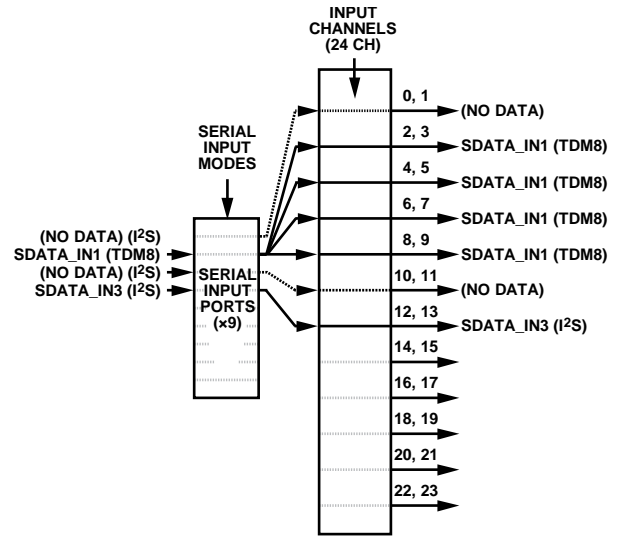 INPUT
CHANNELS
(24 CH)
SERIAL
INPUT
MODES
(NO DATA) (I²S)
SDATA_IN1 (TDM8)
(NO DATA) (I²S)
SDATA_IN3 (I²S)
SERIAL
INPUT
PORTS
(×9)
0, 1
(NO DATA)
2, 3
SDATA_IN1 (TDM8)
4, 5
SDATA_IN1 (TDM8)
6, 7
SDATA_IN1 (TDM8)
8, 9
SDATA_IN1 (TDM8)
10, 11
(NO DATA)
12, 13
SDATA_IN3 (I²S)
14, 15
16, 17
18, 19
20, 21
22, 23